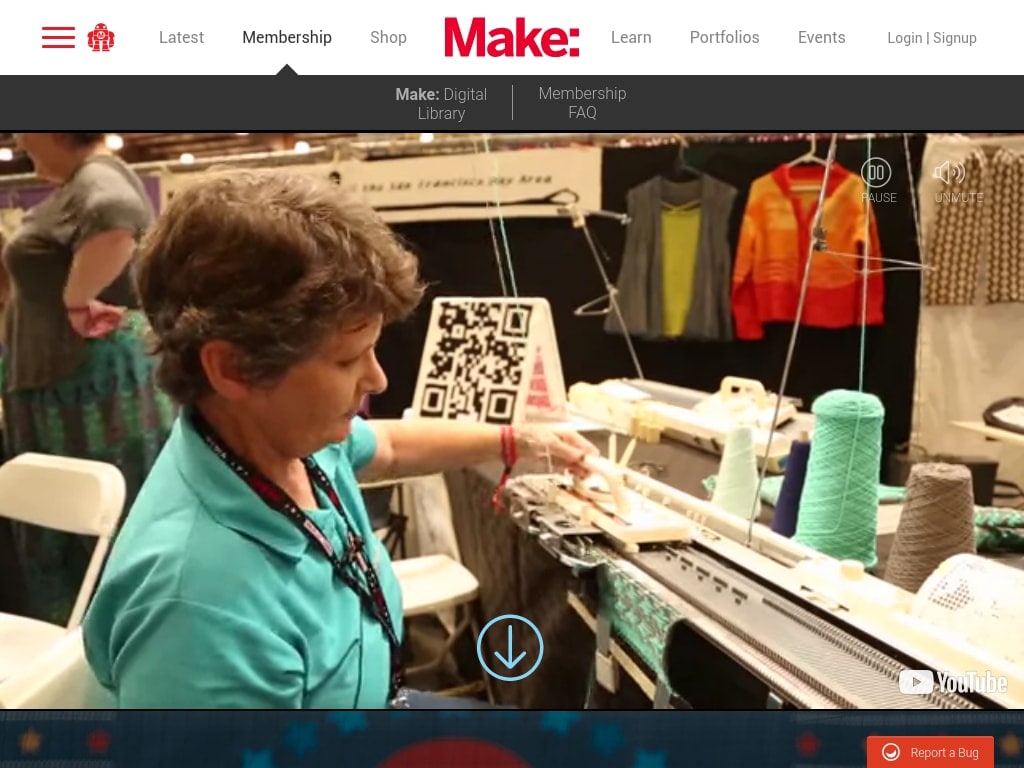 Latest
Membership
Shop
Make:
Learn
Portfolios
Events
Login | Signup
Make: Digital
Library
Membership
FAQ
the San Francisco Bay Area
PAUSE
UNMUTE
YouTube
Report a Bug